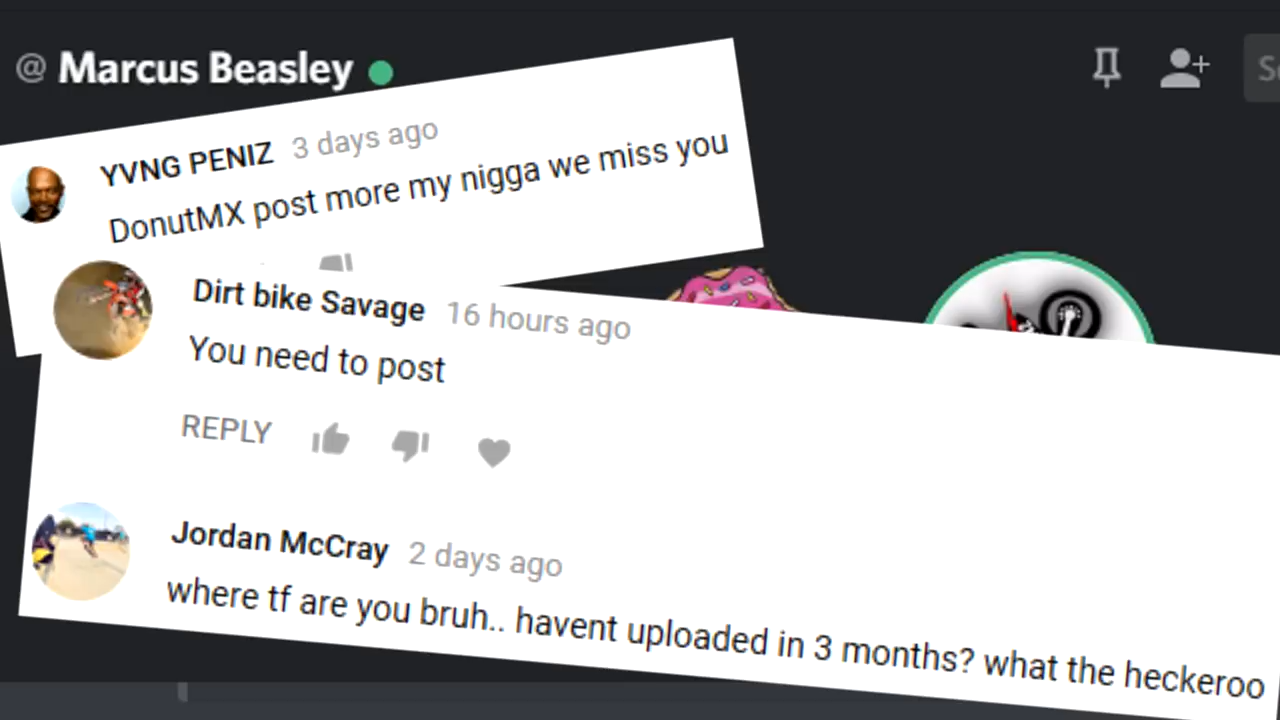 @ Marcus Beasley
YVNG PENIZ 3 days ago
DonutMX post more my nigga we miss you
Dirt bike Savage 16 hours ago
You need to post
REPLY
Jordan McCray 2 days ago
where tf are you bruh.. havent uploaded in 3 months? what the heckeroo